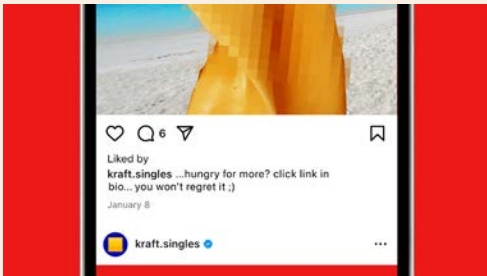 6
Liked by
kraft.singles ...hungry for more? click link in
bio... you won't regret it ;)
January 8
kraft.singles